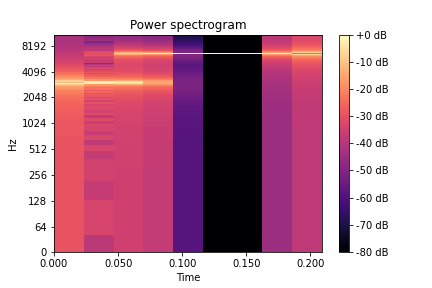 Power spectrogram
8192
4096
2048
1024
512
256
128
64
0
Hz
0.000 0.050 0.100 0.150 0.200
Time
+0 dB
-10 dB
-20 dB
-30 dB
-40 dB
-50 dB
-60 dB
-70 dB
-80 dB